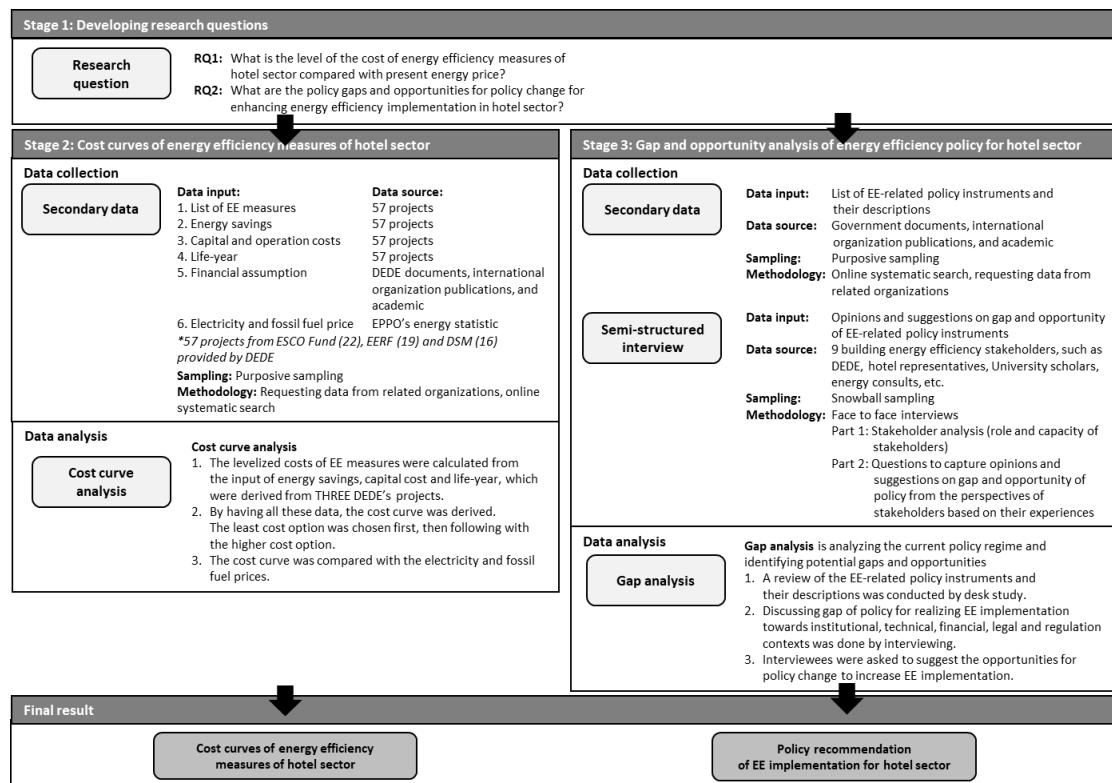 Stage 1: Developing research questions
Research
question
RQ1: What is the level of the cost of energy efficiency measures of
hotel sector compared with present energy price?
RQ2: What are the policy gaps and opportunities for policy change for
enhancing energy efficiency implementation in hotel sector?
Stage 2: Cost curves of energy efficiency measures of hotel sector
Data collection
Secondary data
Data input: Data source:
1. List of EE measures 57 projects
2. Energy savings 57 projects
3. Capital and operation costs 57 projects
4. Life-year 57 projects
5. Financial assumption DEDE documents, international
organization publications, and
academic
6. Electricity and fossil fuel price EPPO's energy statistic
*57 projects from ESCO Fund (22), EERF (19) and DSM (16)
provided by DEDE
Sampling: Purposive sampling
Methodology: Requesting data from related organizations, online
systematic search
Data analysis
Cost curve
analysis
Cost curve analysis
1. The levelized costs of EE measures were calculated from
the input of energy savings, capital cost and life-year, which
were derived from THREE DEDE's projects.
2. By having all these data, the cost curve was derived.
The least cost option was chosen first, then following with
the higher cost option.
3. The cost curve was compared with the electricity and fossil
fuel prices.
Stage 3: Gap and opportunity analysis of energy efficiency policy for hotel sector
Data collection
Secondary data
Data input: List of EE-related policy instruments and
their descriptions
Data source: Government documents, international
organization publications, and academic
Sampling: Purposive sampling
Methodology: Online systematic search, requesting data from
related organizations
Semi-structured
interview
Data input: Opinions and suggestions on gap and opportunity
of EE-related policy instruments
Data source: 9 building energy efficiency stakeholders, such as
DEDE, hotel representatives, University scholars,
energy consults, etc.
Sampling: Snowball sampling
Methodology: Face to face interviews
Part 1: Stakeholder analysis (role and capacity of
stakeholders)
Part 2: Questions to capture opinions and
suggestions on gap and opportunity of
policy from the perspectives of
stakeholders based on their experiences
Data analysis
Gap analysis
Gap analysis is analyzing the current policy regime and
identifying potential gaps and opportunities
1. A review of the EE-related policy instruments and
their descriptions was conducted by desk study.
2. Discussing gap of policy for realizing EE implementation
towards institutional, technical, financial, legal and regulation
contexts was done by interviewing.
3. Interviewees were asked to suggest the opportunities for
policy change to increase EE implementation.
Final result
Cost curves of energy efficiency
measures of hotel sector
Policy recommendation
of EE implementation for hotel sector